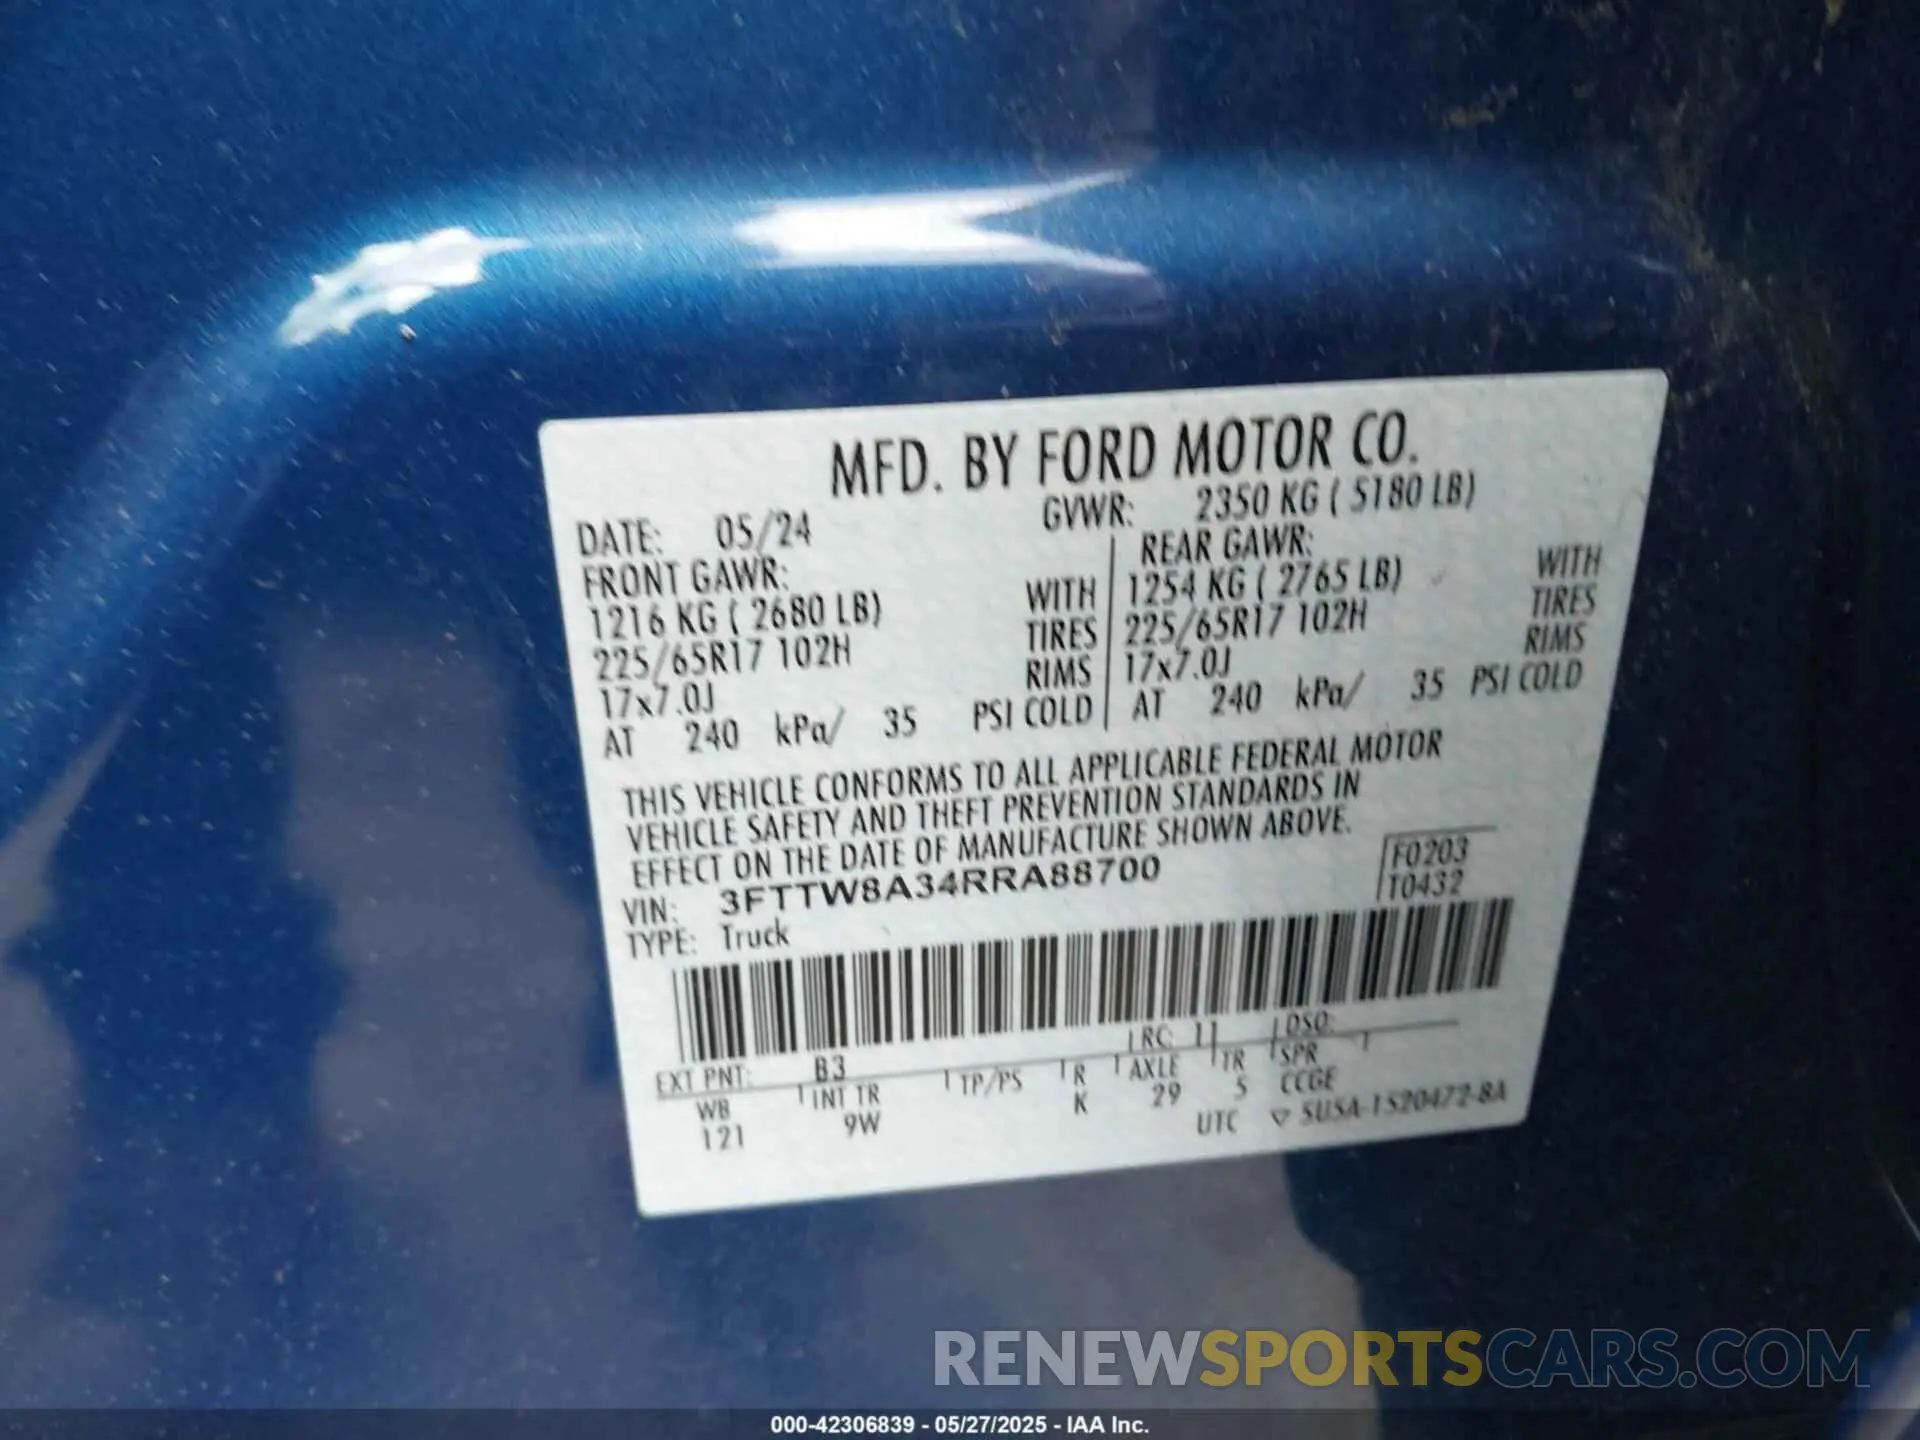 MFD. BY FORD MOTOR CO.
DATE: 05/24 GVWR: 2350 KG ( 5180 LB)
FRONT GAWR: REAR GAWR:
1216 KG ( 2680 LB) WITH 1254 KG ( 2765 LB) WITH
225/65R17 102H TIRES 225/65R17 102H TIRES
17x7.0J RIMS 17x7.0J RIMS
AT 240 kPa/ 35 PSI COLD AT 240 kPa/ 35 PSI COLD
THIS VEHICLE CONFORMS TO ALL APPLICABLE FEDERAL MOTOR
VEHICLE SAFETY AND THEFT PREVENTION STANDARDS IN
EFFECT ON THE DATE OF MANUFACTURE SHOWN ABOVE.
VIN: 3FTTW8A34RRA88700 F0203
TYPE: Truck T0432
EXT PNT: B3 RC: 11 DSO:
WB INT TR TP/PS R AXLE TR SPR
121 9W K 29 5 CCGE
UTC ▽ 5U5A-1520472-8A
RENEWSPORTSCARS.COM
000-42306839 - 05/27/2025 - IAA Inc.